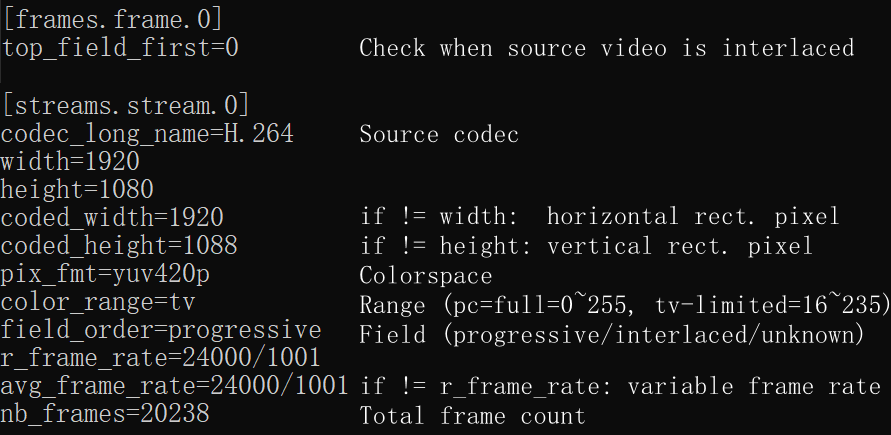 [frames.frame.0]
top_field_first=0 Check when source video is interlaced
[streams.stream.0]
codec_long_name=H.264 Source codec
width=1920
height=1080
coded_width=1920 if != width: horizontal rect. pixel
coded_height=1088 if != height: vertical rect. pixel
pix_fmt=yuv420p Colorspace
color_range=tv Range (pc=full=0~255, tv-limited=16~235)
field_order=progressive Field (progressive/interlaced/unknown)
r_frame_rate=24000/1001
avg_frame_rate=24000/1001 if != r_frame_rate: variable frame rate
nb_frames=20238 Total frame count